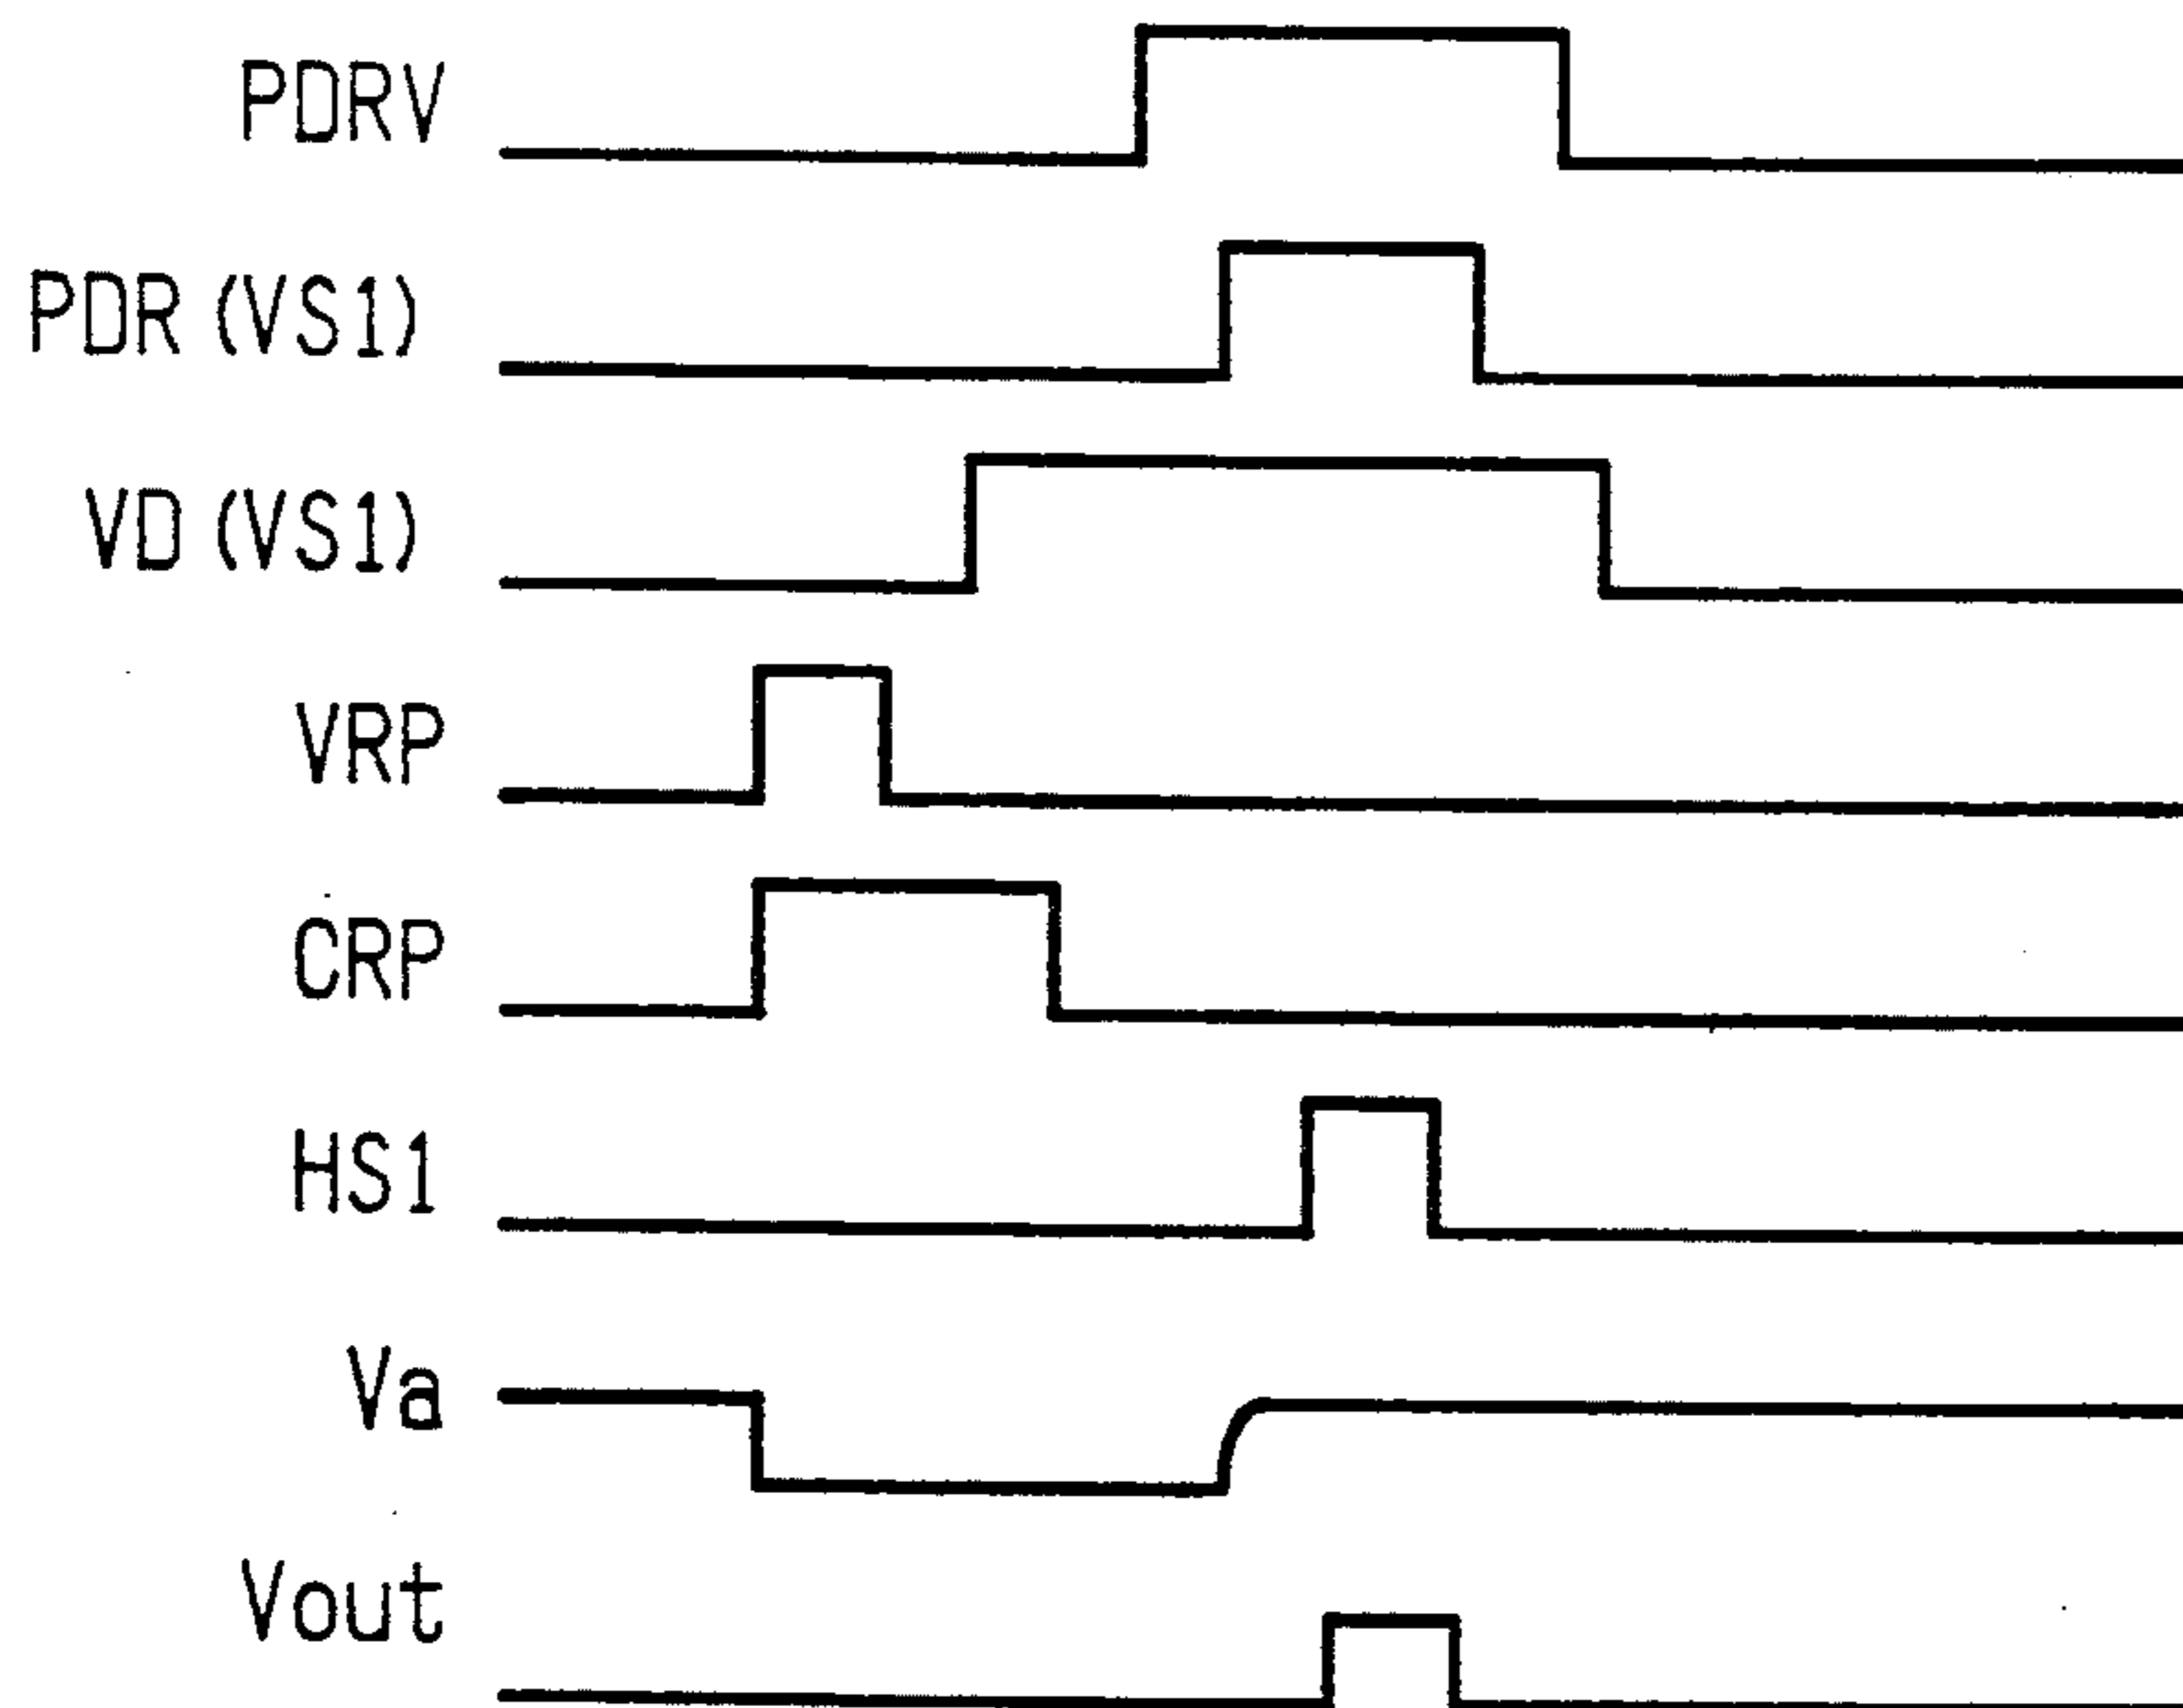 PDRV
PDR (VS1)
VD (VS1)
VRP
CRP
HS1
Va
Vout